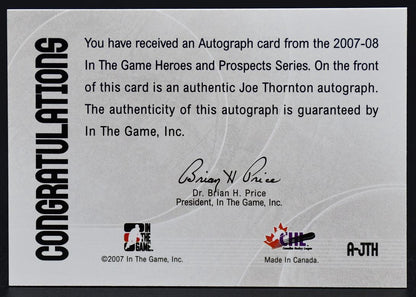 CONGRATULATIONS
You have received an Autograph card from the 2007-08
In The Game Heroes and Prospects Series. On the front
of this card is an authentic Joe Thornton autograph.
The authenticity of this autograph is guaranteed by
In The Game, Inc.
Brian H Price
Dr. Brian H. Price
President, In The Game, Inc.
IN
THE
GAME
©2007 In The Game, Inc.
CHL
Canadian Hockey League
Made In Canada.
A-JTH